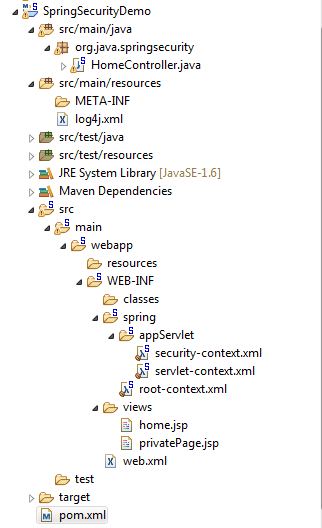 SpringSecurityDemo
src/main/java
org.java.springsecurity
HomeController.java
src/main/resources
META-INF
log4j.xml
src/test/java
src/test/resources
JRE System Library [JavaSE-1.6]
Maven Dependencies
src
main
webapp
resources
WEB-INF
classes
spring
appServlet
security-context.xml
servlet-context.xml
root-context.xml
views
home.jsp
privatePage.jsp
web.xml
test
target
pom.xml